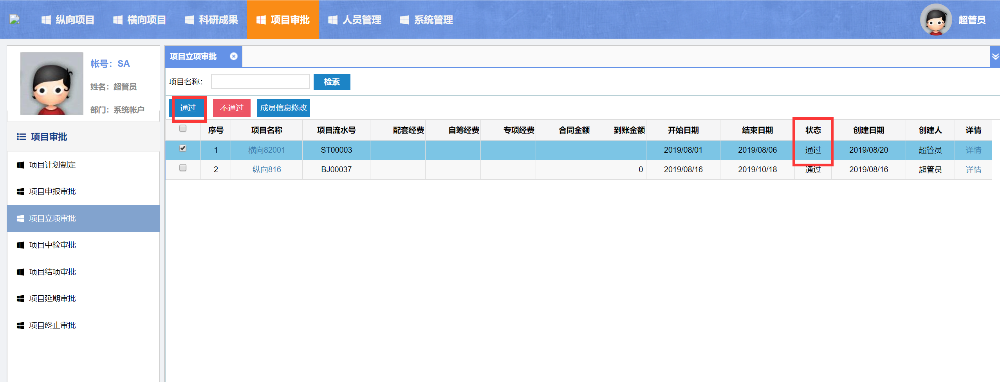 纵向项目 横向项目 科研成果 项目审批 人员管理 系统管理 超管员
帐号：SA
姓名：超管员
部门：系统帐户
项目审批
项目计划制定
项目申报审批
项目立项审批
项目中检审批
项目结项审批
项目延期审批
项目终止审批
项目立项审批
项目名称： 检索
通过 不通过 成员信息修改
序号 项目名称 项目流水号 配套经费 自筹经费 专项经费 合同金额 到账金额 开始日期 结束日期 状态 创建日期 创建人 详情
1 横向82001 ST00003 2019/08/01 2019/08/06 通过 2019/08/20 超管员 详情
2 纵向816 BJ00037 0 2019/08/16 2019/10/18 通过 2019/08/16 超管员 详情